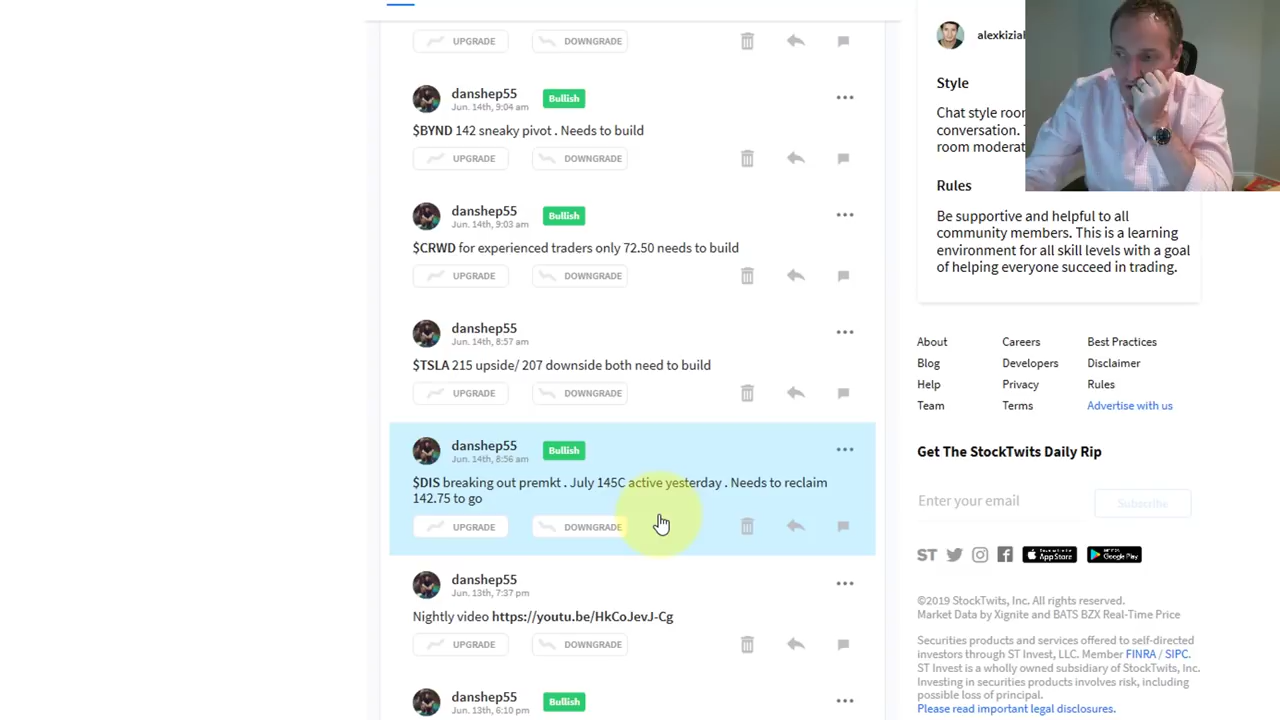 UPGRADE DOWNGRADE
danshep55 Bullish
Jun. 14th, 9:04 am
$BYND 142 sneaky pivot . Needs to build
UPGRADE DOWNGRADE
danshep55 Bullish
Jun. 14th, 9:03 am
$CRWD for experienced traders only 72.50 needs to build
UPGRADE DOWNGRADE
danshep55
Jun. 14th, 8:57 am
$TSLA 215 upside/ 207 downside both need to build
UPGRADE DOWNGRADE
danshep55 Bullish
Jun. 14th, 8:56 am
$DIS breaking out premkt . July 145C active yesterday . Needs to reclaim
142.75 to go
UPGRADE DOWNGRADE
danshep55
Jun. 13th, 7:37 pm
Nightly video https://youtu.be/HkCoJevJ-Cg
UPGRADE DOWNGRADE
danshep55 Bullish
Jun. 13th, 6:10 pm
Style
Chat style
conversation.
Rules
Be supportive and helpful to all
community members. This is a learning
environment for all skill levels with a goal
of helping everyone succeed in trading.
About Careers Best Practices
Blog Developers Disclaimer
Help Privacy Rules
Team Terms Advertise with us
Get The StockTwits Daily Rip
Enter your email Subscribe
ST App Store Google Play
©2019 StockTwits, Inc. All rights reserved.
Market Data by Xignite and BATS BZX Real-Time Price
Securities products and services offered to self-directed
investors through ST Invest, LLC. Member FINRA / SIPC.
ST Invest is a wholly owned subsidiary of StockTwits, Inc.
Investing in securities products involves risk, including
possible loss of principal.
Please read important legal disclosures.